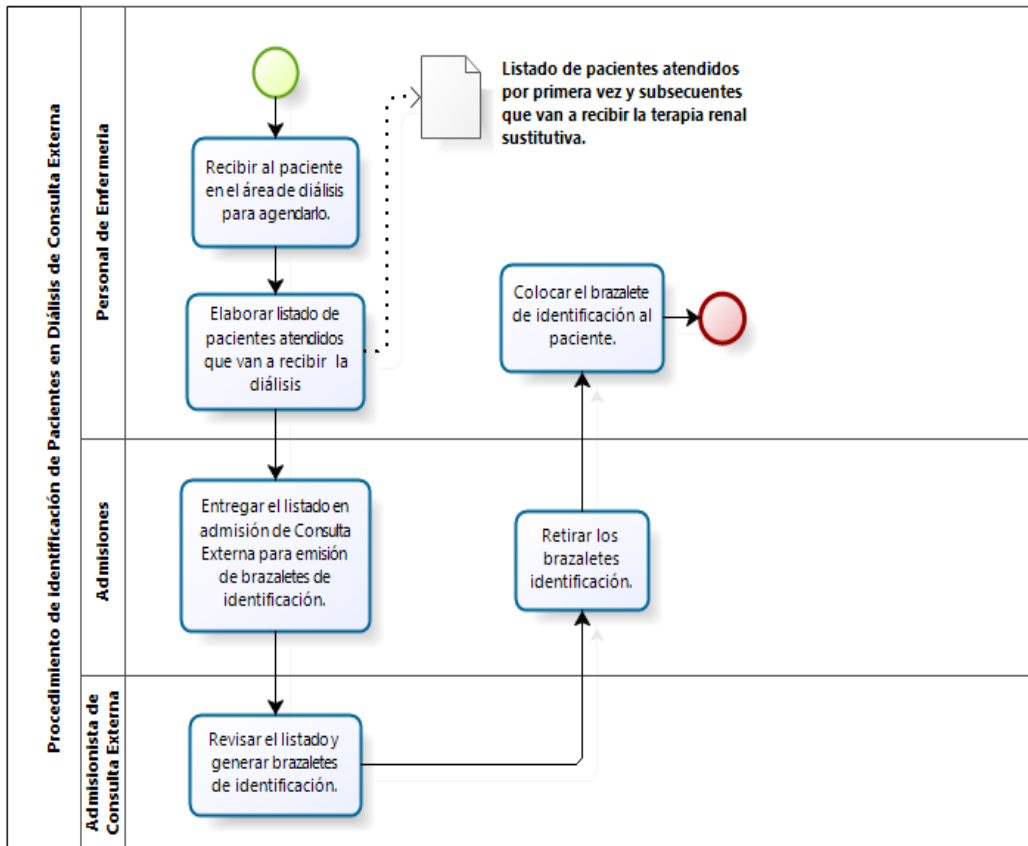 Procedimiento de identificación de Pacientes en Diálisis de Consulta Externa
Personal de Enfermeria
Recibir al paciente
en el área de diálisis
para agendarlo.
Listado de pacientes atendidos
por primera vez y subsecuentes
que van a recibir la terapia renal
sustitutiva.
Elaborar listado de
pacientes atendidos
que van a recibir la
diálisis
Colocar el brazalete
de identificación al
paciente.
Admisiones
Entregar el listado en
admisión de Consulta
Externa para emisión
de brazaletes de
identificación.
Retirar los
brazaletes
identificación.
Admisionista de
Consulta Externa
Revisar el listado y
generar brazaletes
de identificación.